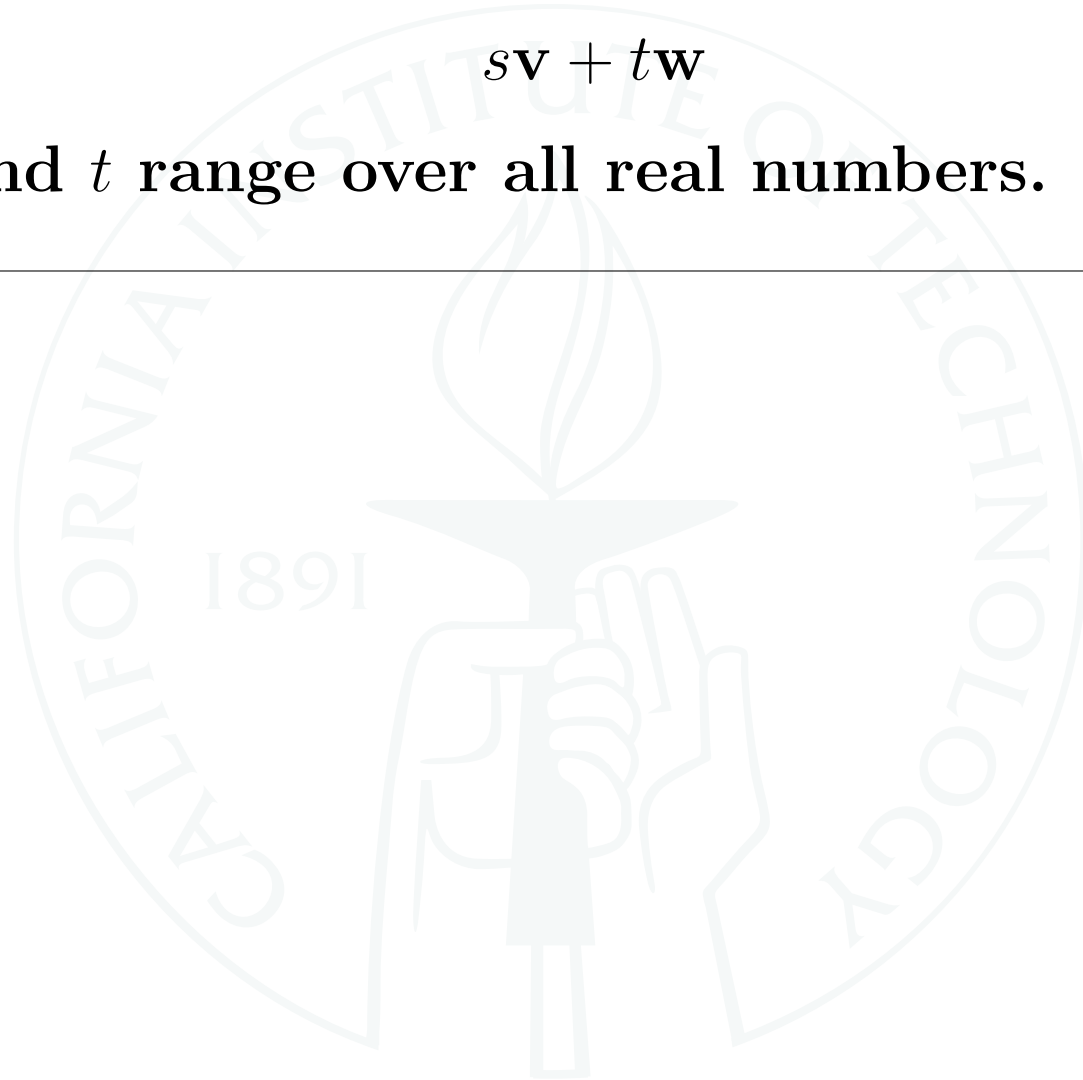 sv + tw
nd t range over all real numbers.
CALIFORNIA INSTITUTE OF TECHNOLOGY
1891